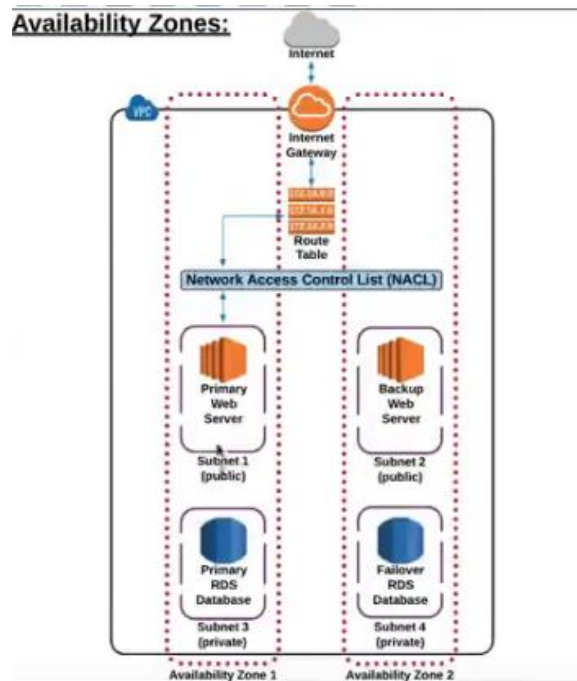 Availability Zones:
Internet
VPC
Internet
Gateway
Route
Table
Network Access Control List (NACL)
Primary
Web
Server
Backup
Web
Server
Subnet 1
(public)
Subnet 2
(public)
Primary
RDS
Database
Failover
RDS
Database
Subnet 3
(private)
Subnet 4
(private)
Availability Zone 1
Availability Zone 2